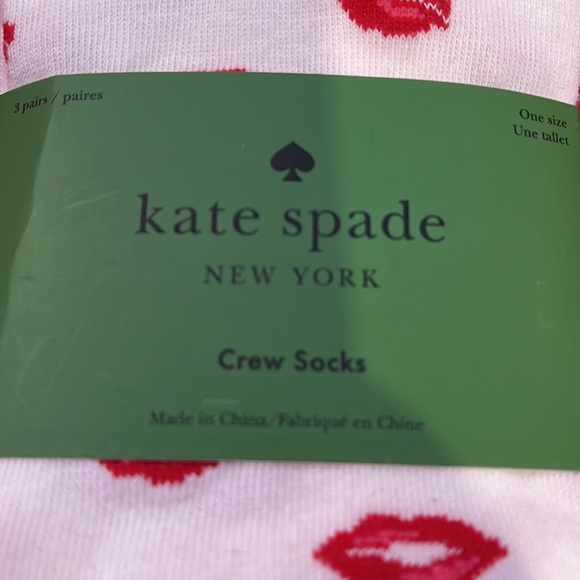 3 pairs / paires
One size
Une tallet
kate spade
NEW YORK
Crew Socks
Made in China/Fabriqué en Chine